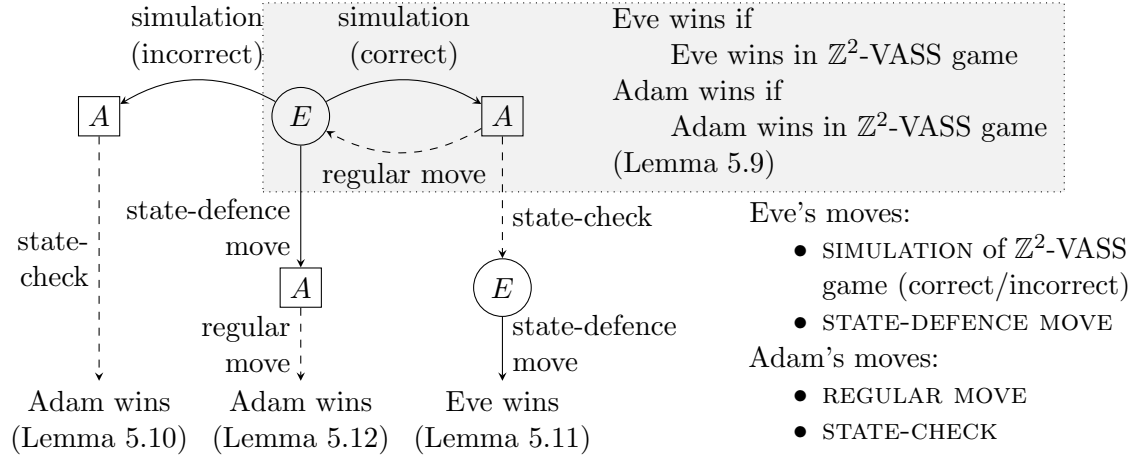 simulation
(incorrect)
simulation
(correct)
Eve wins if
Eve wins in ℤ²-VASS game
Adam wins if
Adam wins in ℤ²-VASS game
(Lemma 5.9)
A
E
A
regular move
state-defence
move
state-check
state-
check
A
E
regular
move
state-defence
move
Adam wins
(Lemma 5.10)
Adam wins
(Lemma 5.12)
Eve wins
(Lemma 5.11)
Eve's moves:
• SIMULATION of ℤ²-VASS
game (correct/incorrect)
• STATE-DEFENCE MOVE
Adam's moves:
• REGULAR MOVE
• STATE-CHECK